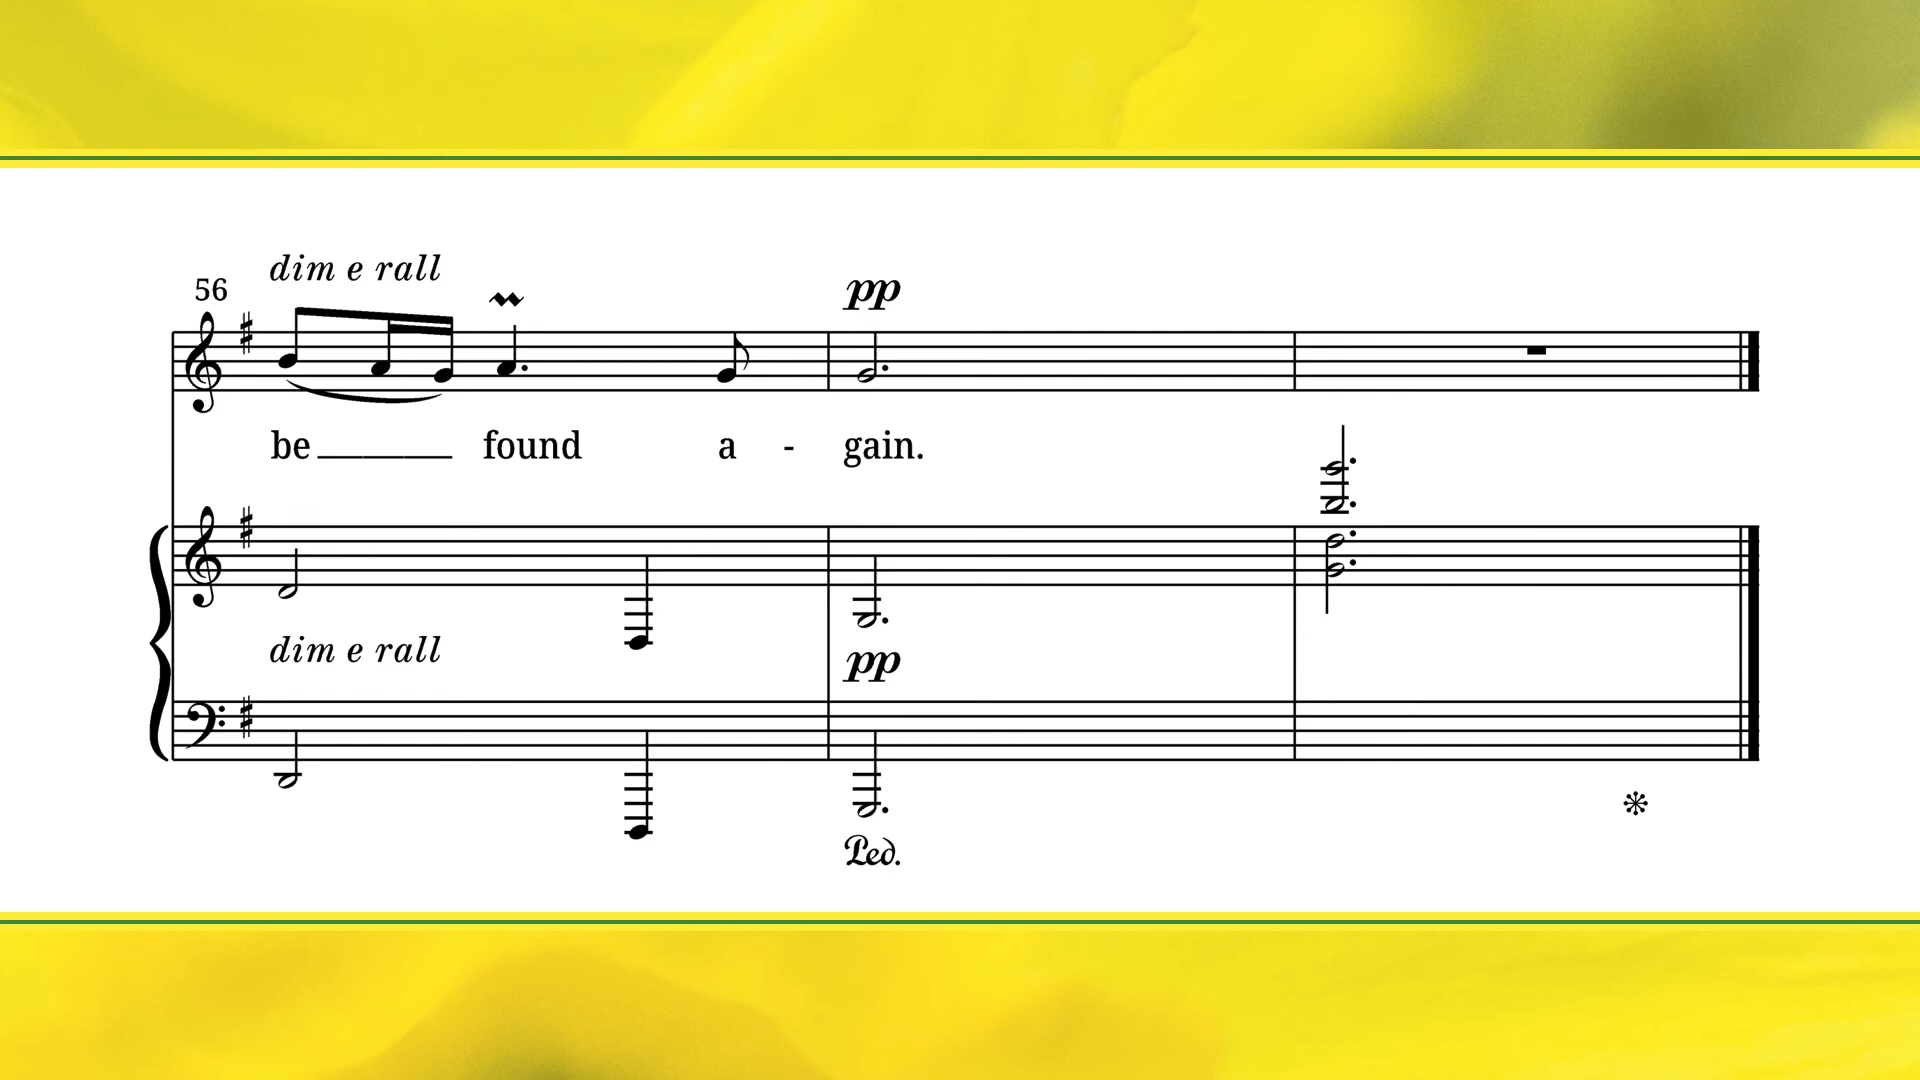 dim e rall
56
pp
be found a - gain.
dim e rall
pp
Ped.